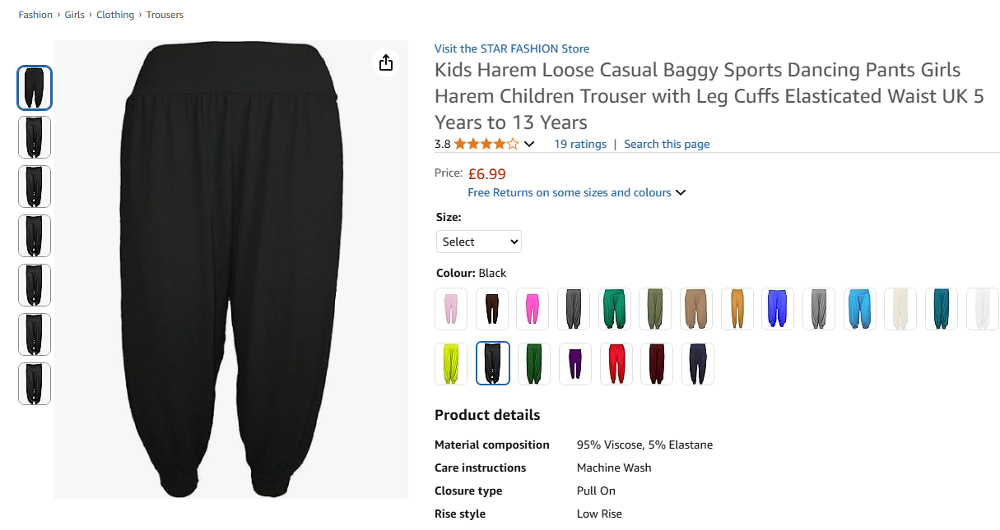 Fashion › Girls › Clothing › Trousers
Visit the STAR FASHION Store
Kids Harem Loose Casual Baggy Sports Dancing Pants Girls
Harem Children Trouser with Leg Cuffs Elasticated Waist UK 5
Years to 13 Years
3.8 19 ratings | Search this page
Price: £6.99
Free Returns on some sizes and colours
Size:
Select
Colour: Black
Product details
Material composition 95% Viscose, 5% Elastane
Care instructions Machine Wash
Closure type Pull On
Rise style Low Rise